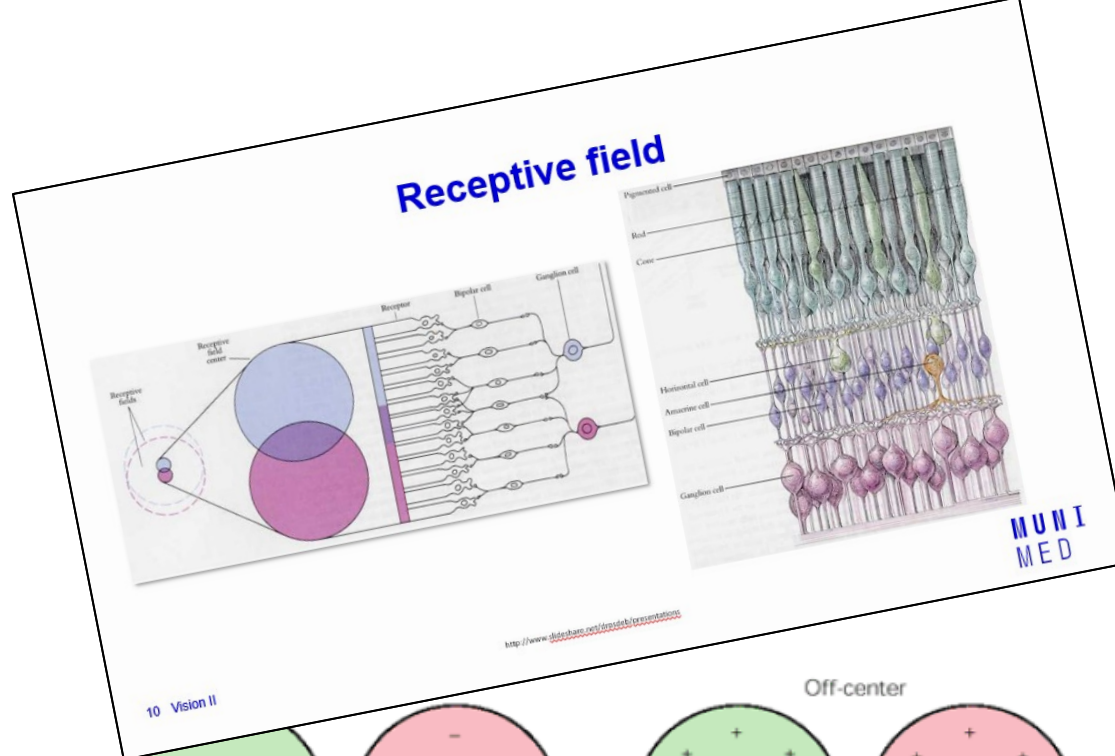 Receptive field
Receptive
fields
Receptive
field
center
Receptor
Bipolar cell
Ganglion cell
Pigmented cell
Rod
Cone
Horizontal cell
Amacrine cell
Bipolar cell
Ganglion cell
MUNI
MED
http://www.slideshare.net/drpsdeb/presentations
10 Vision II
Off-center
−
+
+
+
+
+
+